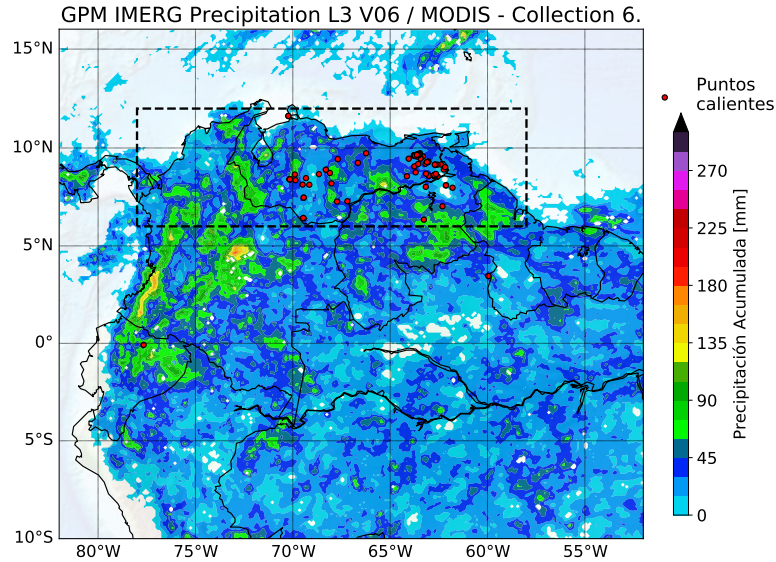 GPM IMERG Precipitation L3 V06 / MODIS - Collection 6.
15°N
10°N
5°N
0°
5°S
10°S
80°W
75°W
70°W
65°W
60°W
55°W
Puntos
calientes
270
225
180
135
90
45
0
Precipitación Acumulada [mm]